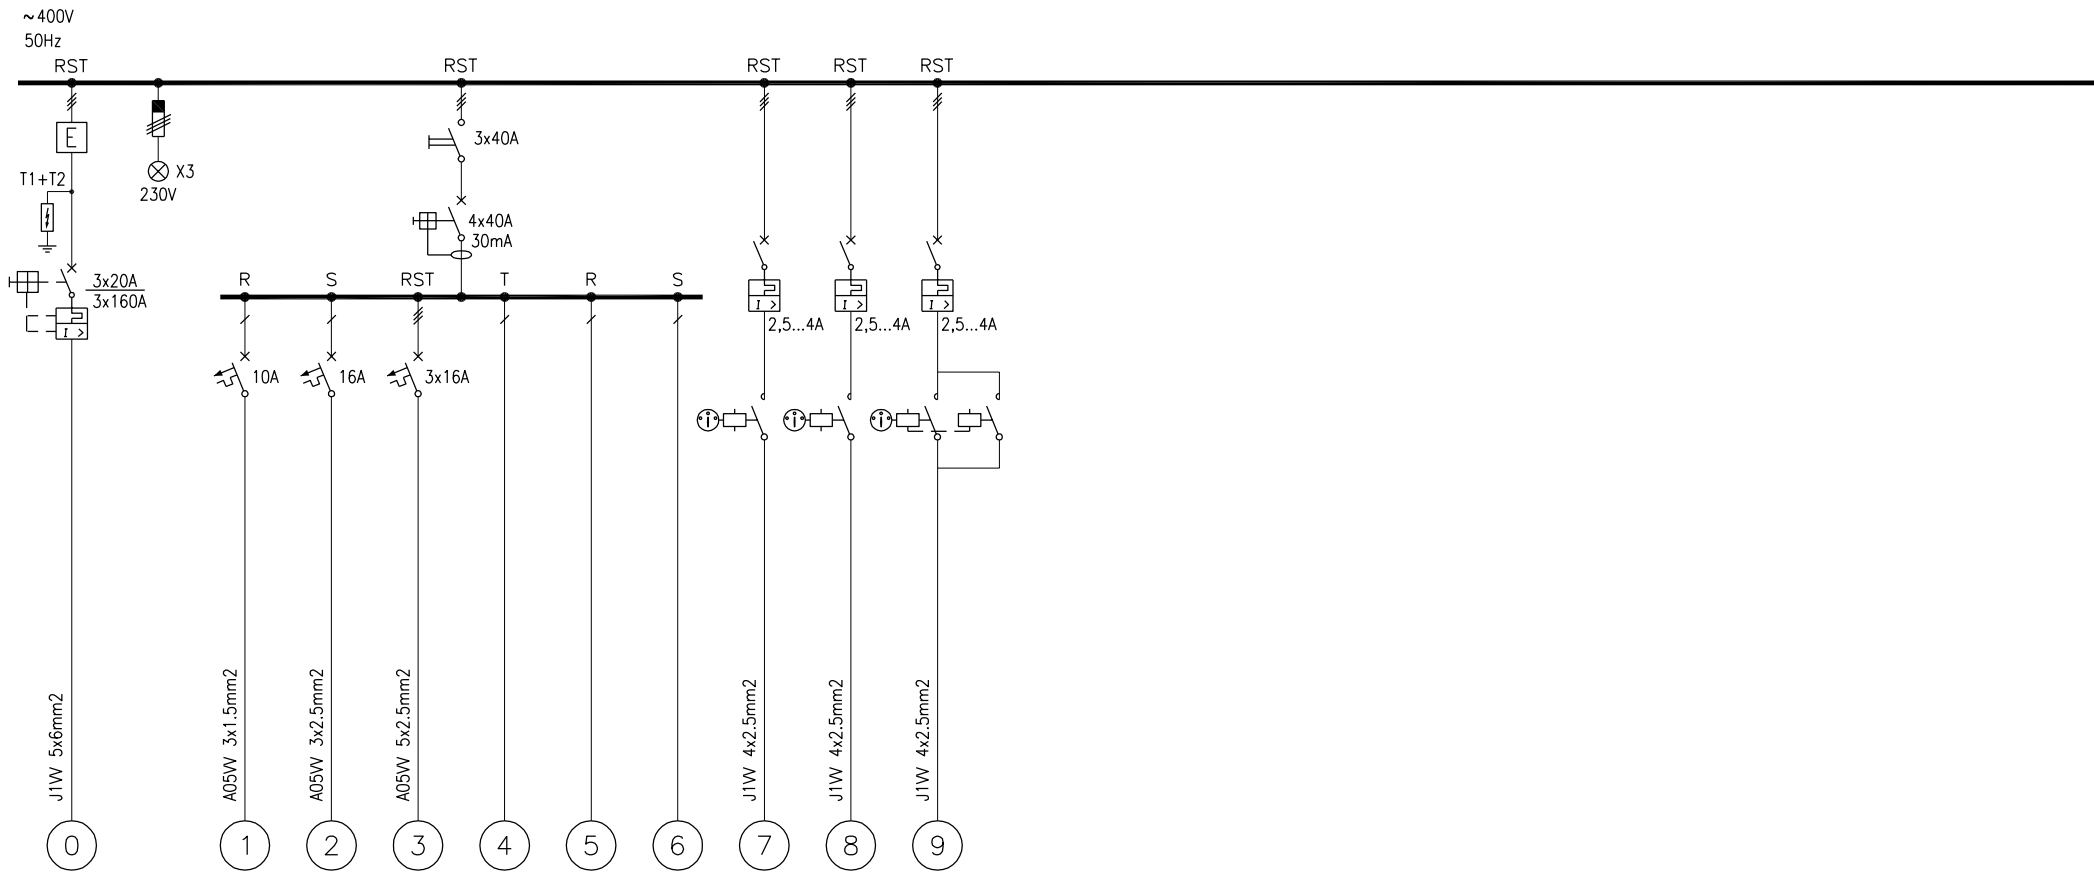 ~400V
50Hz
RST
RST
RST
RST
RST
E
3x40A
T1+T2
X3
230V
4x40A
30mA
3x20A
3x160A
R
S
RST
T
R
S
I >
I >
I >
I >
2,5...4A
2,5...4A
2,5...4A
10A
16A
3x16A
i
i
i
J1W 5x6mm2
A05W 3x1.5mm2
A05W 3x2.5mm2
A05W 5x2.5mm2
J1W 4x2.5mm2
J1W 4x2.5mm2
J1W 4x2.5mm2
0
1
2
3
4
5
6
7
8
9